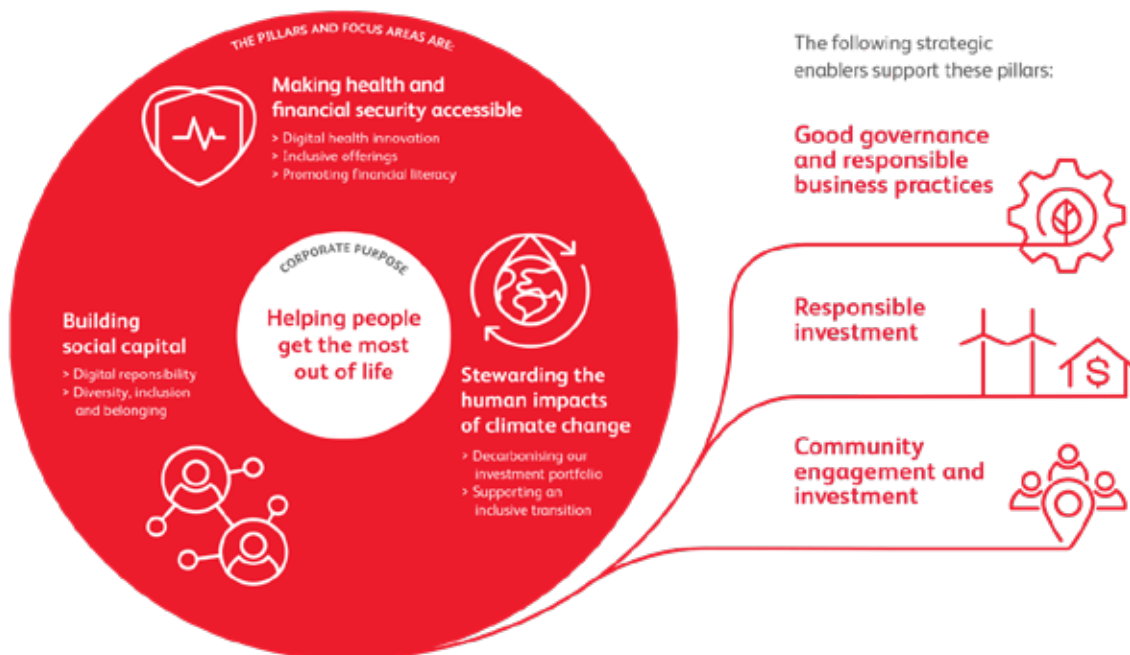 THE PILLARS AND FOCUS AREAS ARE:
Making health and
financial security accessible
> Digital health innovation
> Inclusive offerings
> Promoting financial literacy
CORPORATE PURPOSE
Helping people
get the most
out of life
Building
social capital
> Digital reponsibility
> Diversity, inclusion
and belonging
Stewarding the
human impacts
of climate change
> Decarbonising our
investment portfolio
> Supporting an
inclusive transition
The following strategic
enablers support these pillars:
Good governance
and responsible
business practices
Responsible
investment
$
Community
engagement and
investment